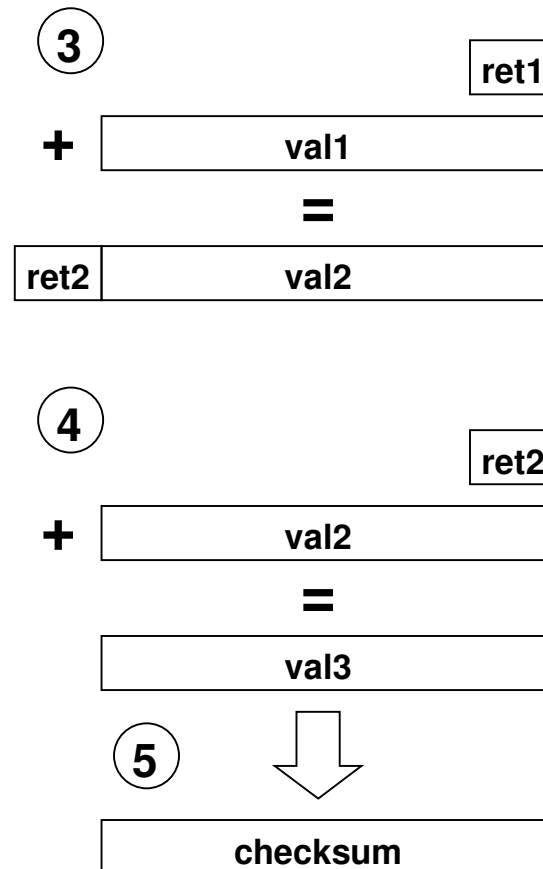 3
ret1
+ val1
=
ret2 val2
4
ret2
+ val2
=
val3
5
checksum